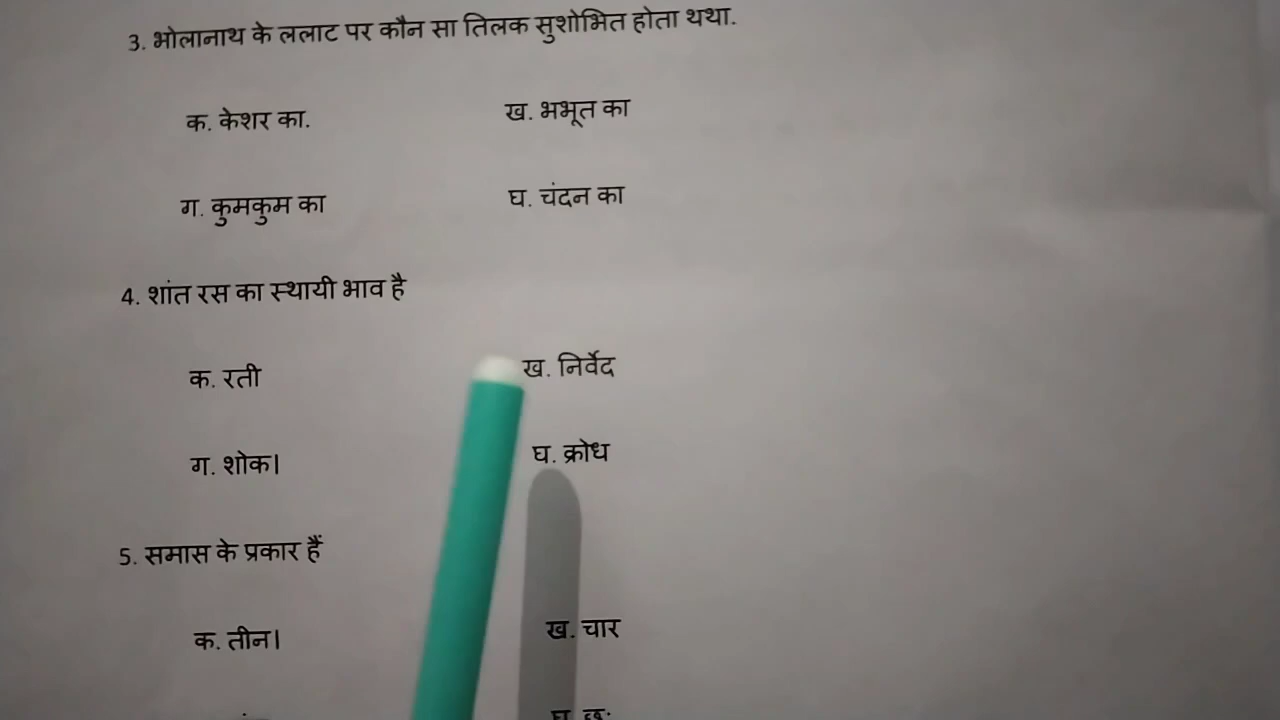 3. भोलानाथ के ललाट पर कौन सा तिलक सुशोभित होता थथा.
क. केशर का. ख. भभूत का
ग. कुमकुम का घ. चंदन का
4. शांत रस का स्थायी भाव है
क. रती ख. निर्वेद
ग. शोक। घ. क्रोध
5. समास के प्रकार हैं
क. तीन। ख. चार
घ. छः